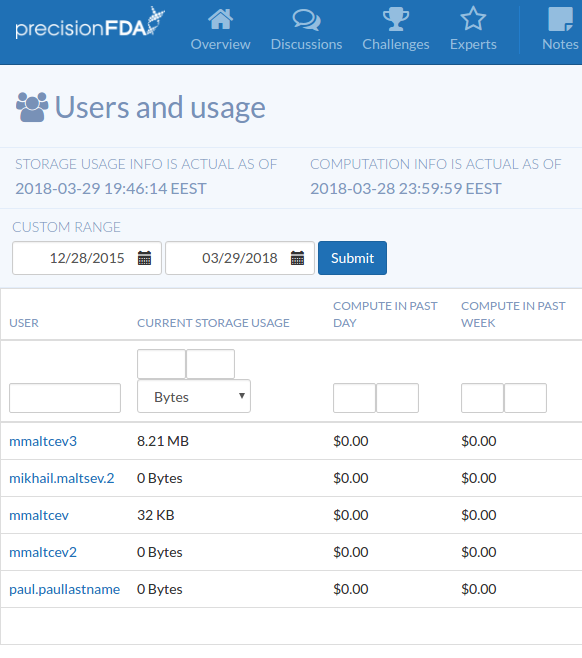 precisionFDA
Overview Discussions Challenges Experts Notes
Users and usage
STORAGE USAGE INFO IS ACTUAL AS OF COMPUTATION INFO IS ACTUAL AS OF
2018-03-29 19:46:14 EEST 2018-03-28 23:59:59 EEST
CUSTOM RANGE
12/28/2015 03/29/2018 Submit
USER CURRENT STORAGE USAGE COMPUTE IN PAST DAY COMPUTE IN PAST WEEK
Bytes
mmaltcev3 8.21 MB $0.00 $0.00
mikhail.maltsev.2 0 Bytes $0.00 $0.00
mmaltcev 32 KB $0.00 $0.00
mmaltcev2 0 Bytes $0.00 $0.00
paul.paullastname 0 Bytes $0.00 $0.00